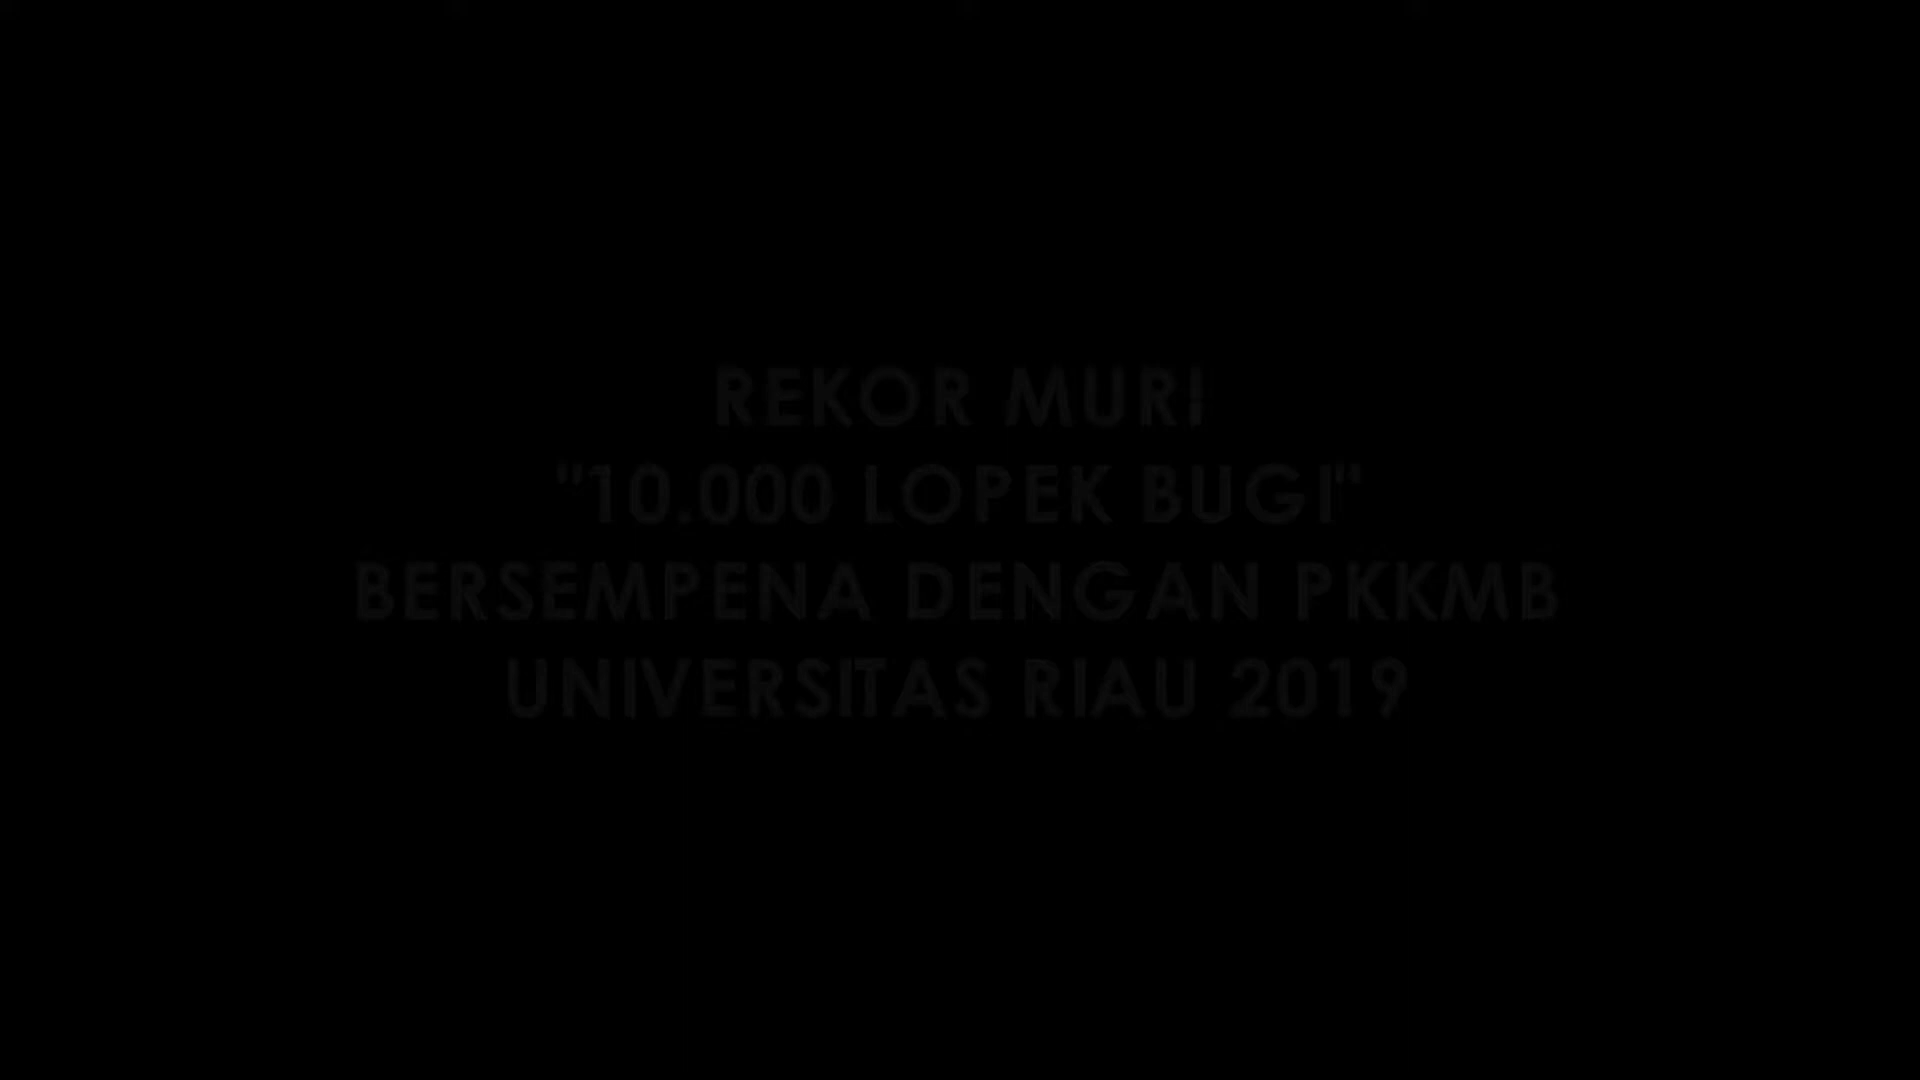 REKOR MURI
"10.000 LOPEK BUGI"
BERSEMPENA DENGAN PKKMB
UNIVERSITAS RIAU 2019